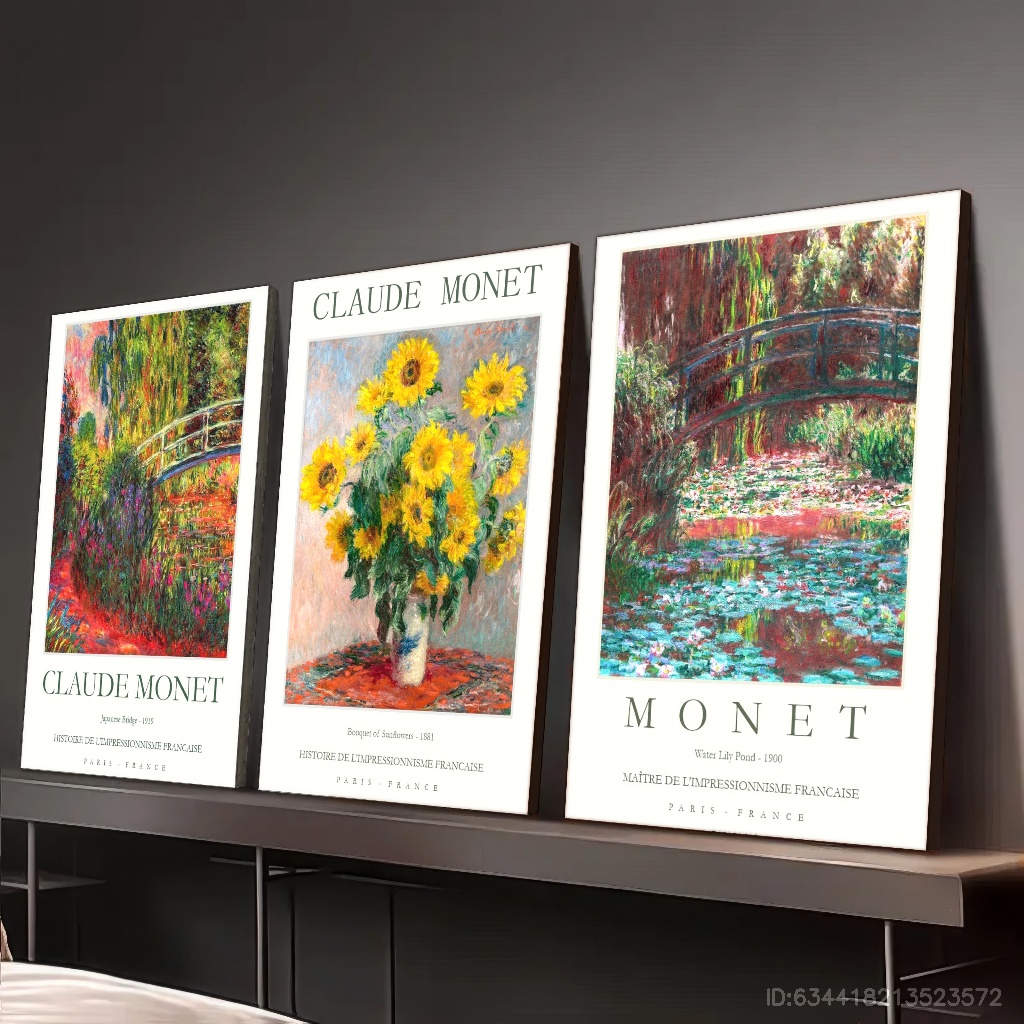 CLAUDE MONET
Japanese Bridge - 1919
HISTOIRE DE L'IMPRESSIONNISME FRANCAISE
PARIS - FRANCE
CLAUDE MONET
Bouquet of Sunflowers - 1881
HISTOIRE DE L'IMPRESSIONNISME FRANCAISE
PARIS - FRANCE
MONET
Water Lily Pond - 1900
MAÎTRE DE L'IMPRESSIONNISME FRANCAISE
PARIS - FRANCE
ID:634418213523572